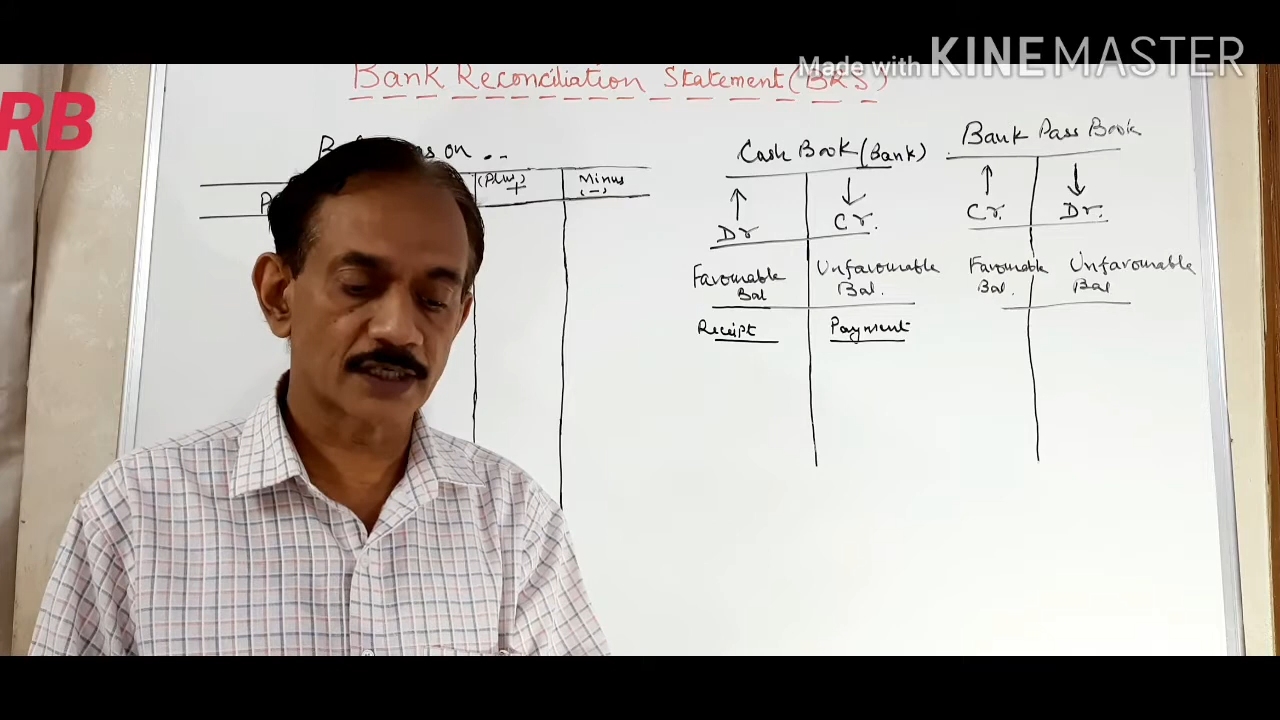 Made with KINEMASTER
RB
Bank Reconciliation Statement (BRS)
on ..
(Plus)
+
Minus
(-)
Cash Book (Bank)
Dr
Cr.
Favourable
Bal
Unfavourable
Bal.
Receipt
Payment
Bank Pass Book
Cr.
Dr.
Favourable
Bal.
Unfavourable
Bal